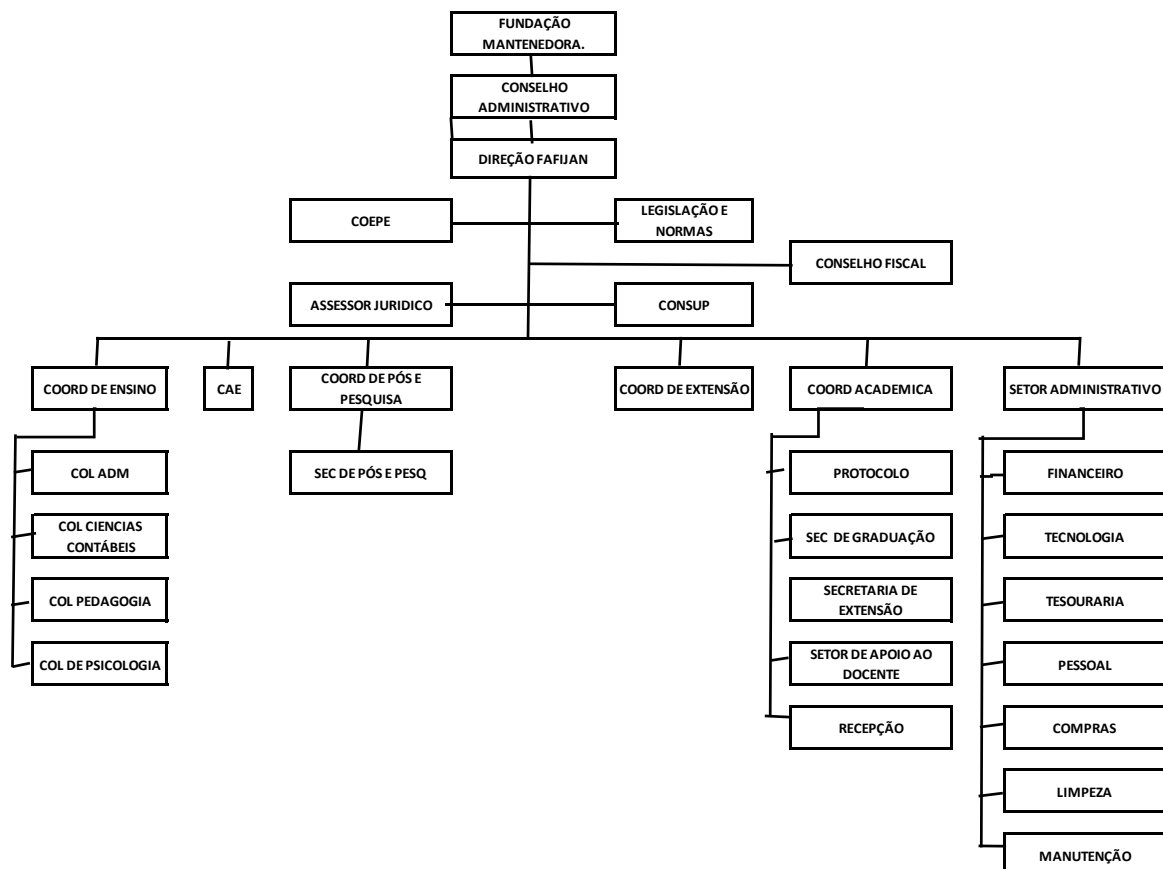 FUNDAÇÃO
MANTENEDORA.
CONSELHO
ADMINISTRATIVO
DIREÇÃO FAFIJAN
COEPE
LEGISLAÇÃO E
NORMAS
CONSELHO FISCAL
ASSESSOR JURIDICO
CONSUP
COORD DE ENSINO
CAE
COORD DE PÓS E
PESQUISA
COORD DE EXTENSÃO
COORD ACADEMICA
SETOR ADMINISTRATIVO
COL ADM
COL CIENCIAS
CONTÁBEIS
COL PEDAGOGIA
COL DE PSICOLOGIA
SEC DE PÓS E PESQ
PROTOCOLO
SEC DE GRADUAÇÃO
SECRETARIA DE
EXTENSÃO
SETOR DE APOIO AO
DOCENTE
RECEPÇÃO
FINANCEIRO
TECNOLOGIA
TESOURARIA
PESSOAL
COMPRAS
LIMPEZA
MANUTENÇÃO